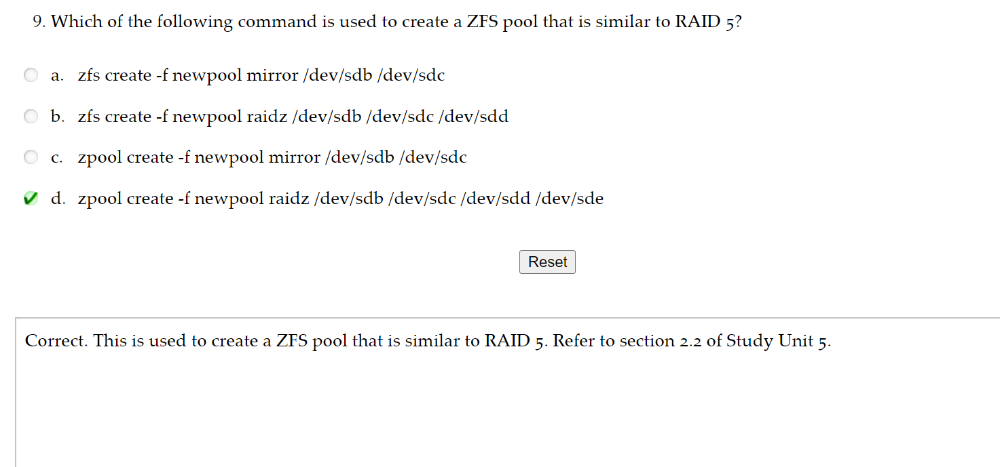 9. Which of the following command is used to create a ZFS pool that is similar to RAID 5?
a. zfs create -f newpool mirror /dev/sdb /dev/sdc
b. zfs create -f newpool raidz /dev/sdb /dev/sdc /dev/sdd
c. zpool create -f newpool mirror /dev/sdb /dev/sdc
d. zpool create -f newpool raidz /dev/sdb /dev/sdc /dev/sdd /dev/sde
Reset
Correct. This is used to create a ZFS pool that is similar to RAID 5. Refer to section 2.2 of Study Unit 5.